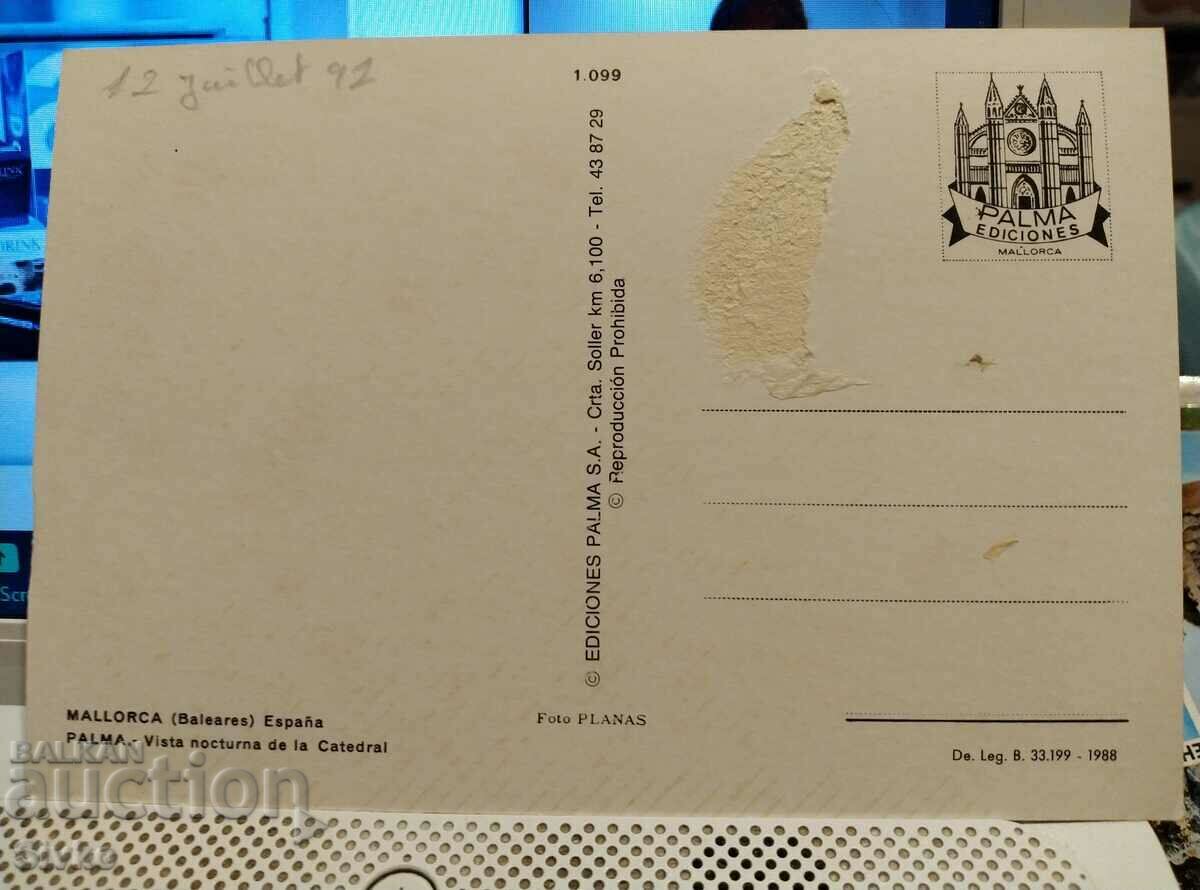 12 Juillet 91
1.099
© EDICIONES PALMA S.A. - Crta. Soller km 6,100 - Tel. 43 87 29
© Reproducción Prohibida
PALMA
EDICIONES
MALLORCA
MALLORCA (Baleares) España
PALMA.- Vista nocturna de la Catedral
Foto PLANAS
De. Leg. B. 33.199 - 1988
BALKAN
auction
Sivko